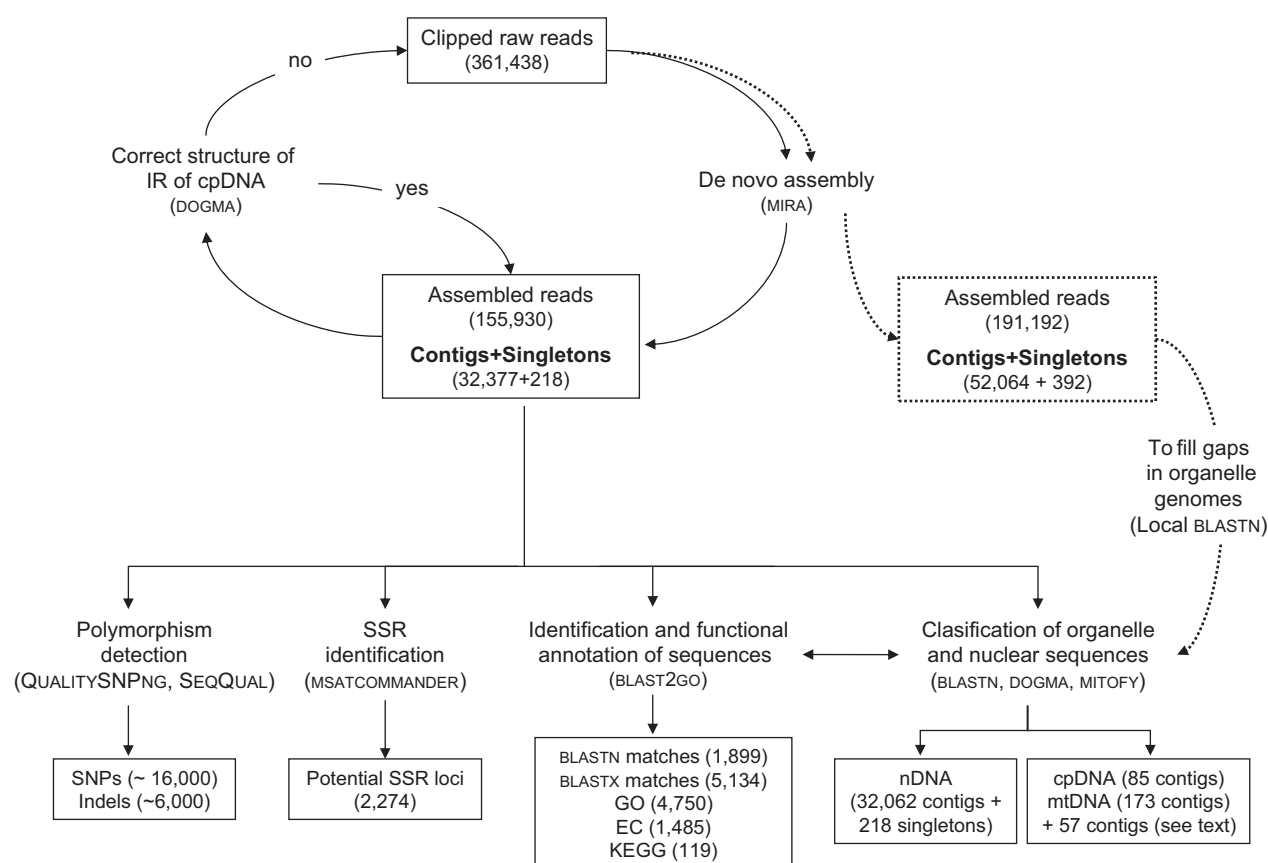 Clipped raw reads
(361,438)
no
Correct structure of
IR of cpDNA
(DOGMA)
yes
De novo assembly
(MIRA)
Assembled reads
(155,930)
Contigs+Singletons
(32,377+218)
Assembled reads
(191,192)
Contigs+Singletons
(52,064 + 392)
To fill gaps
in organelle
genomes
(Local BLASTN)
Polymorphism
detection
(QUALITYSNPNG, SEQQUAL)
SSR
identification
(MSATCOMMANDER)
Identification and functional
annotation of sequences
(BLAST2GO)
Clasification of organelle
and nuclear sequences
(BLASTN, DOGMA, MITOFY)
SNPs (~ 16,000)
Indels (~6,000)
Potential SSR loci
(2,274)
BLASTN matches (1,899)
BLASTX matches (5,134)
GO (4,750)
EC (1,485)
KEGG (119)
nDNA
(32,062 contigs +
218 singletons)
cpDNA (85 contigs)
mtDNA (173 contigs)
+ 57 contigs (see text)